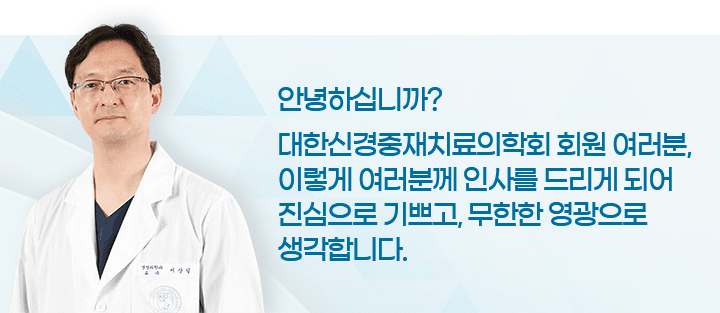 안녕하십니까?
대한신경중재치료의학회 회원 여러분,
이렇게 여러분께 인사를 드리게 되어
진심으로 기쁘고, 무한한 영광으로
생각합니다.